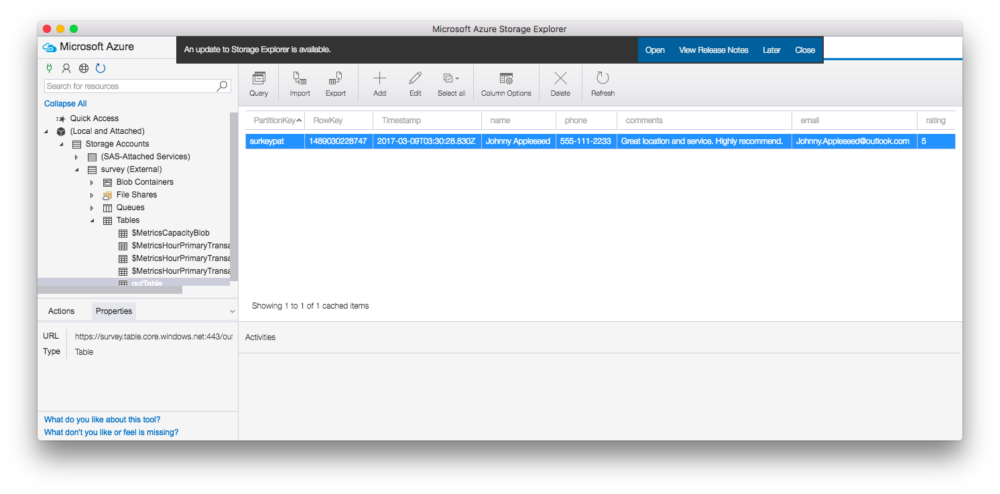 Microsoft Azure Storage Explorer
Microsoft Azure
An update to Storage Explorer is available.
Open View Release Notes Later Close
Search for resources
Collapse All
Quick Access
(Local and Attached)
Storage Accounts
(SAS-Attached Services)
survey (External)
Blob Containers
File Shares
Queues
Tables
$MetricsCapacityBlob
$MetricsHourPrimaryTransa
$MetricsHourPrimaryTransa
$MetricsHourPrimaryTransa
outTable
Actions Properties
URL https://survey.table.core.windows.net:443/out
Type Table
What do you like about this tool?
What don't you like or feel is missing?
Query Import Export Add Edit Select all Column Options Delete Refresh
PartitionKey RowKey Timestamp name phone comments email rating
surkeypat 1489030228747 2017-03-09T03:30:28.830Z Johnny Appleseed 555-111-2233 Great location and service. Highly recommend. Johnny.Appleseed@outlook.com 5
Showing 1 to 1 of 1 cached items
Activities